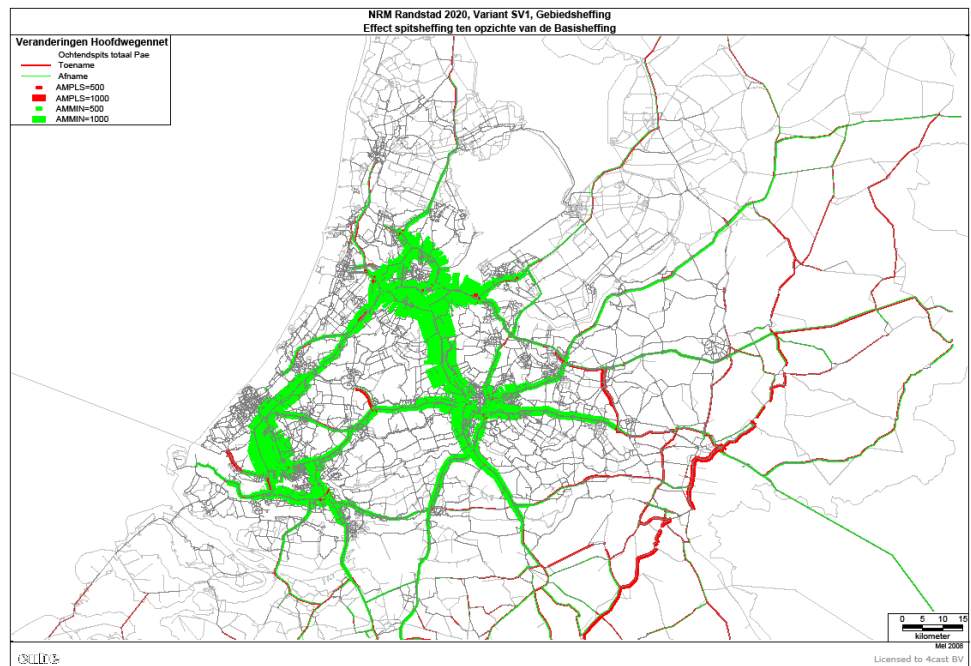 NRM Randstad 2020, Variant SV1, Gebiedsheffing
Effect spitsheffing ten opzichte van de Basisheffing
Veranderingen Hoofdwegennet
Ochtendspits totaal Pae
Toename
Afname
AMPLS=500
AMPLS=1000
AMMIN=500
AMMIN=1000
0 5 10 15
kilometer
Mei 2008
cube
Licensed to 4cast BV